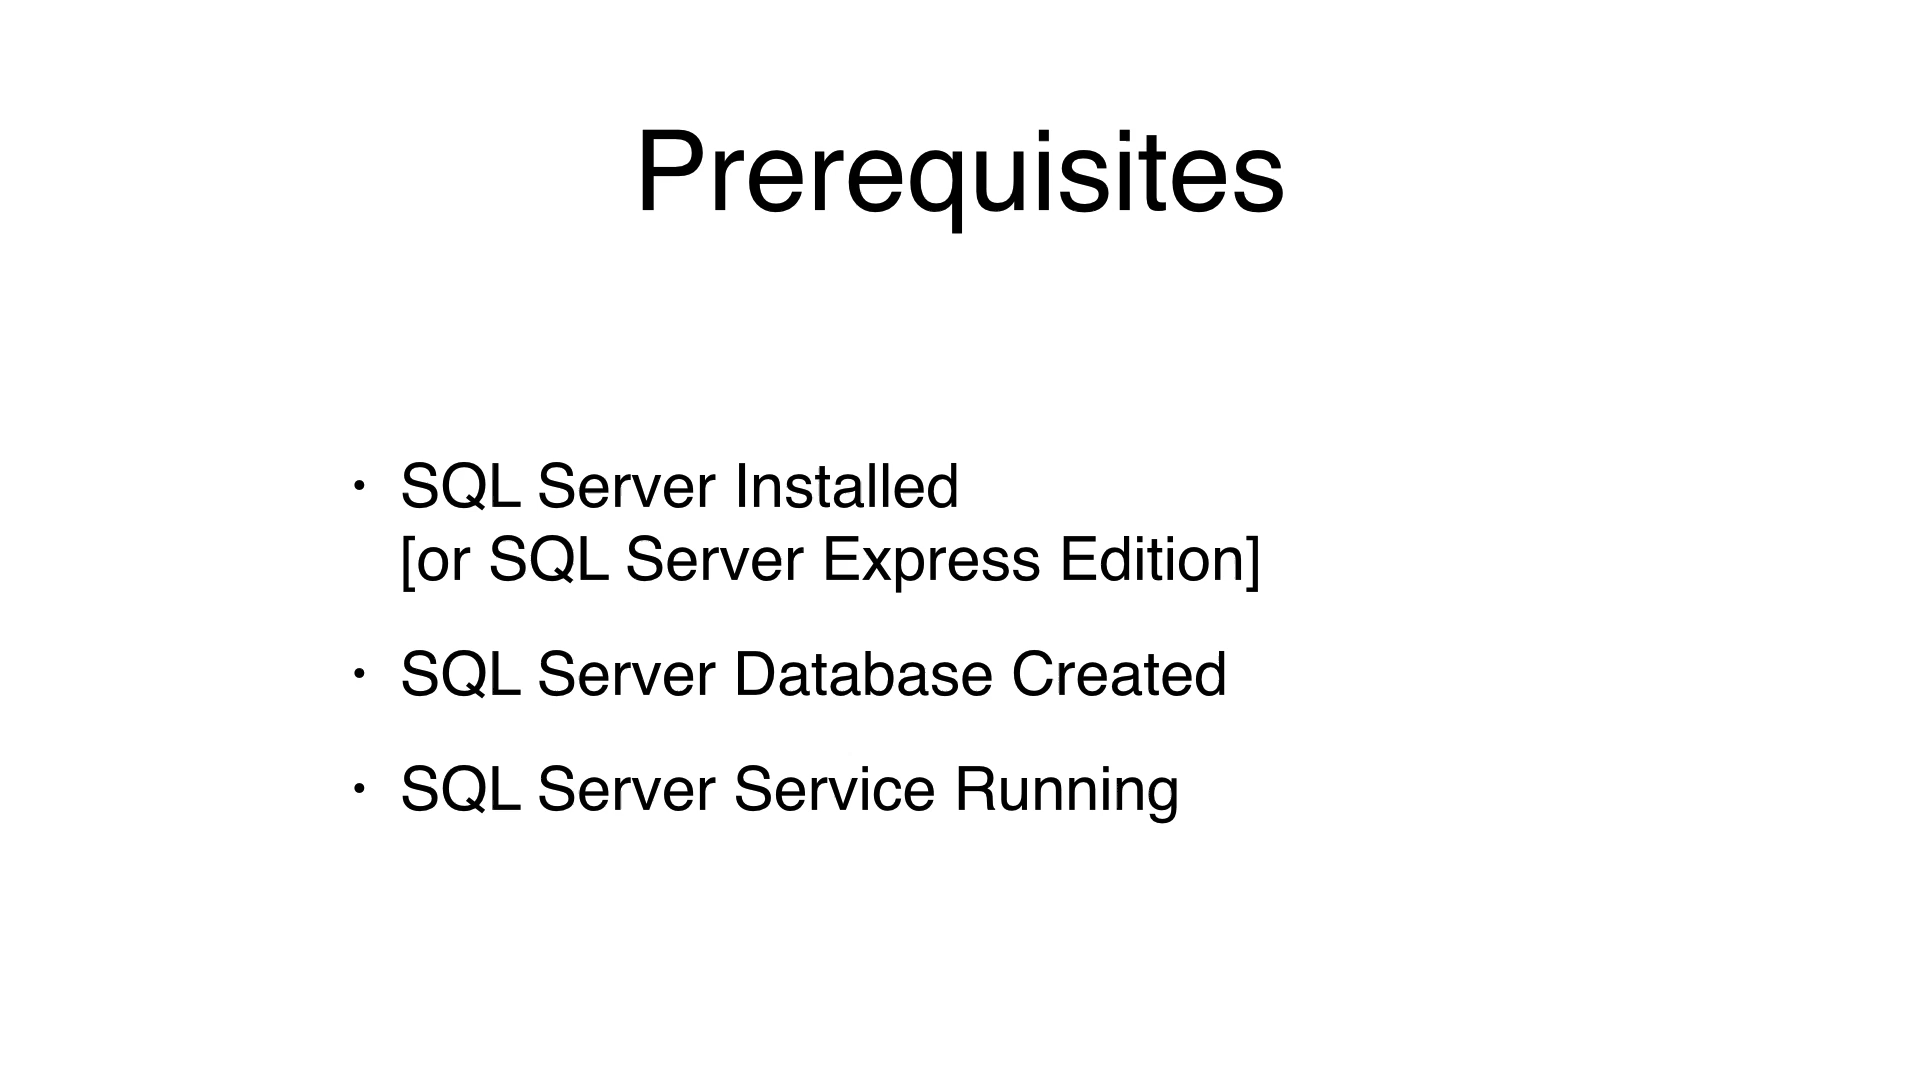 Prerequisites
• SQL Server Installed
[or SQL Server Express Edition]
• SQL Server Database Created
• SQL Server Service Running